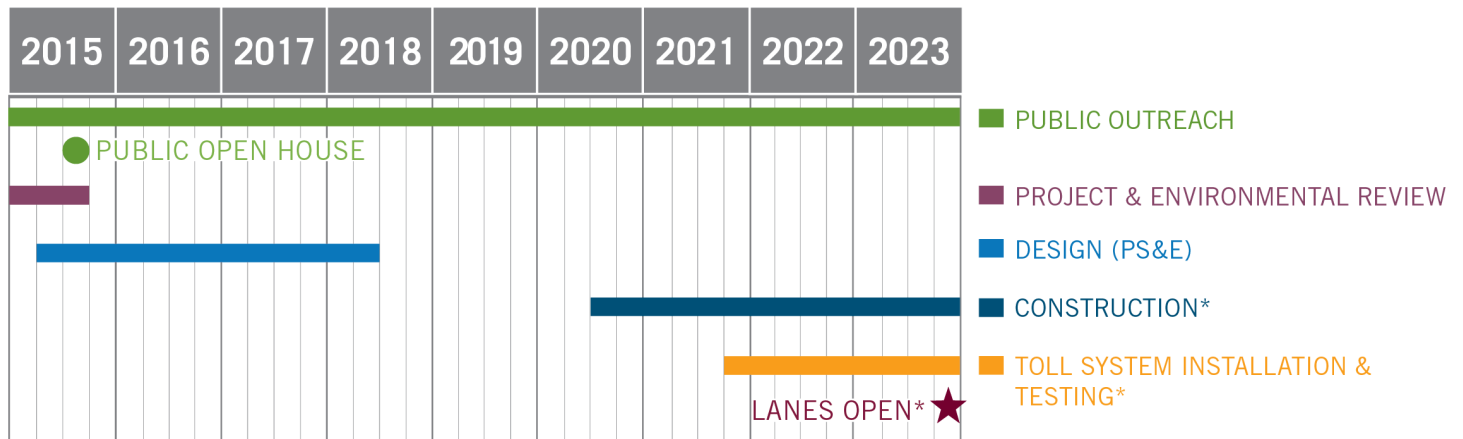 2015 2016 2017 2018 2019 2020 2021 2022 2023
PUBLIC OUTREACH
PUBLIC OPEN HOUSE
PROJECT & ENVIRONMENTAL REVIEW
DESIGN (PS&E)
CONSTRUCTION*
TOLL SYSTEM INSTALLATION &
TESTING*
LANES OPEN*